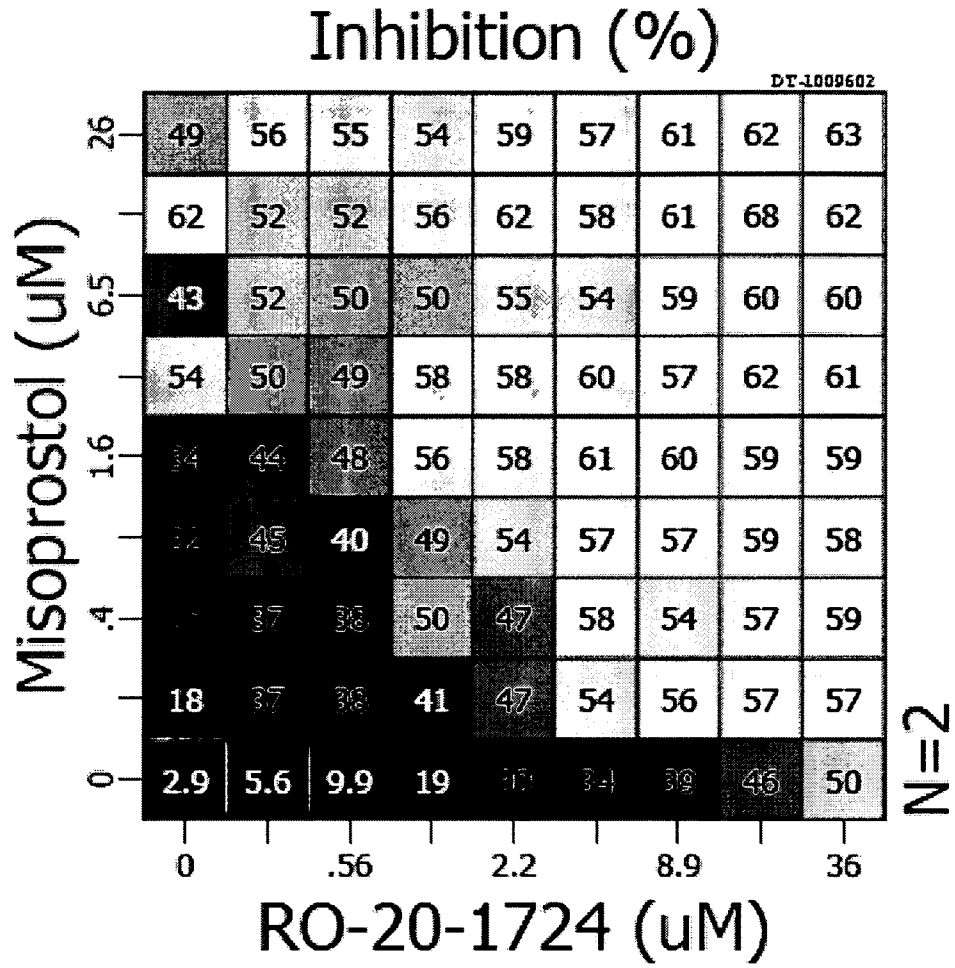 Inhibition (%)
DT-1009602
26 49 56 55 54 59 57 61 62 63
62 52 52 56 62 58 61 68 62
6.5 43 52 50 50 55 54 59 60 60
54 50 49 58 58 60 57 62 61
1.6 34 44 48 56 58 61 60 59 59
45 40 49 54 57 57 59 58
.4 37 38 50 47 58 54 57 59
18 37 38 41 47 54 56 57 57
0 2.9 5.6 9.9 19 34 39 46 50
0 .56 2.2 8.9 36
Misoprostol (uM)
N=2
RO-20-1724 (uM)